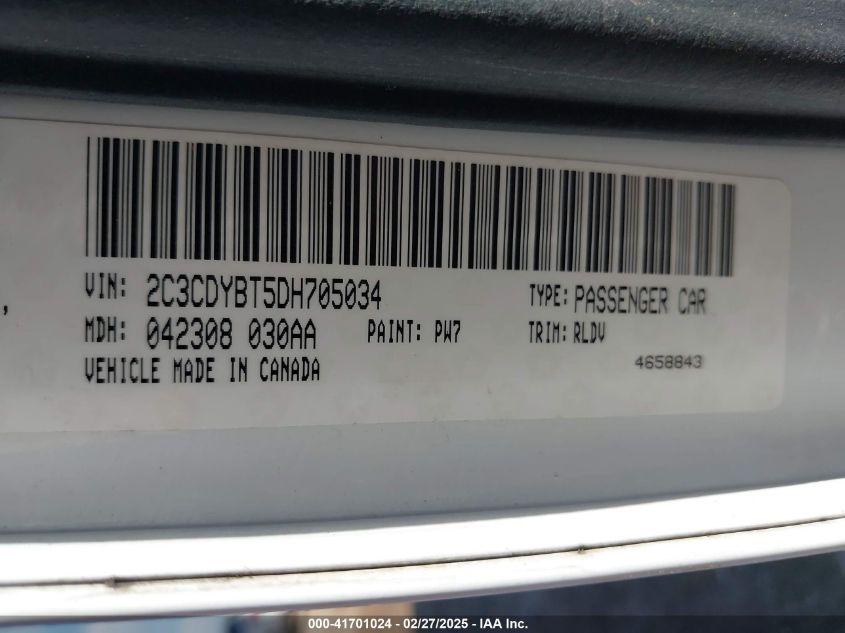 VIN: 2C3CDYBT5DH705034 TYPE: PASSENGER CAR
MDH: 042308 030AA PAINT: PW7 TRIM: RLDV
VEHICLE MADE IN CANADA 4658843
000-41701024 - 02/27/2025 - IAA Inc.